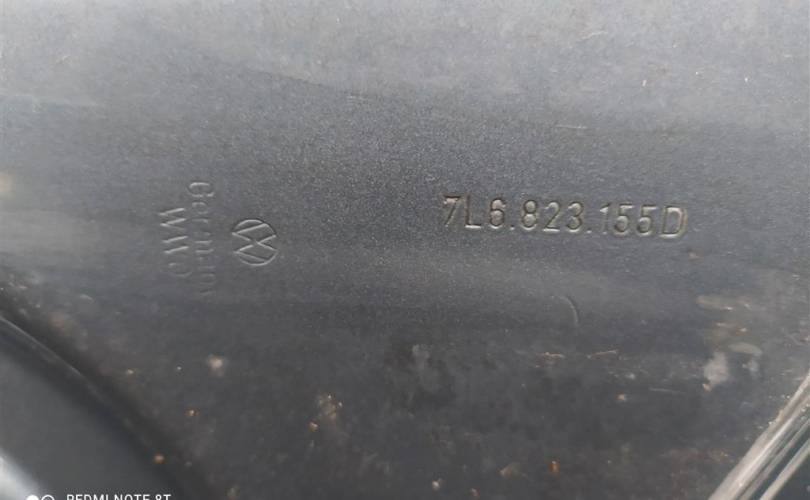 7L6.823.155D
Germany
REDMI NOTE 8T